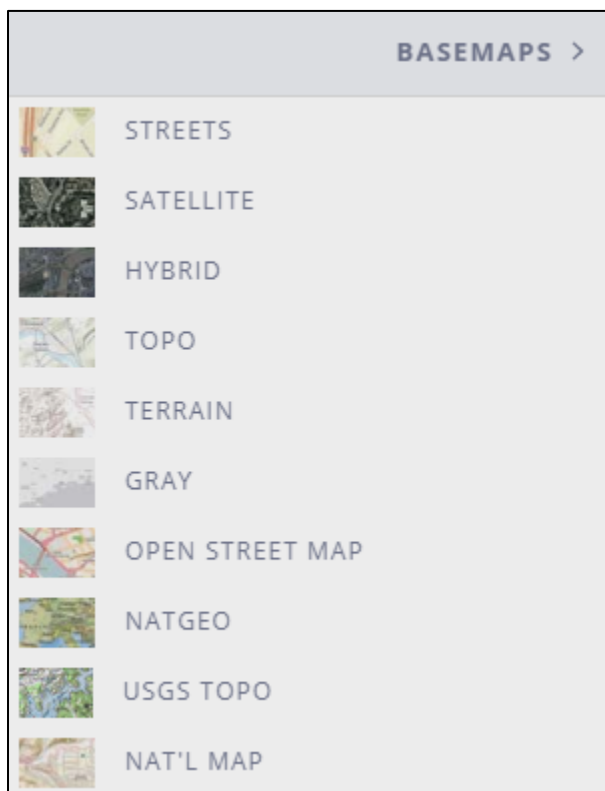 BASEMAPS >
STREETS
SATELLITE
HYBRID
TOPO
TERRAIN
GRAY
OPEN STREET MAP
NATGEO
USGS TOPO
NAT'L MAP